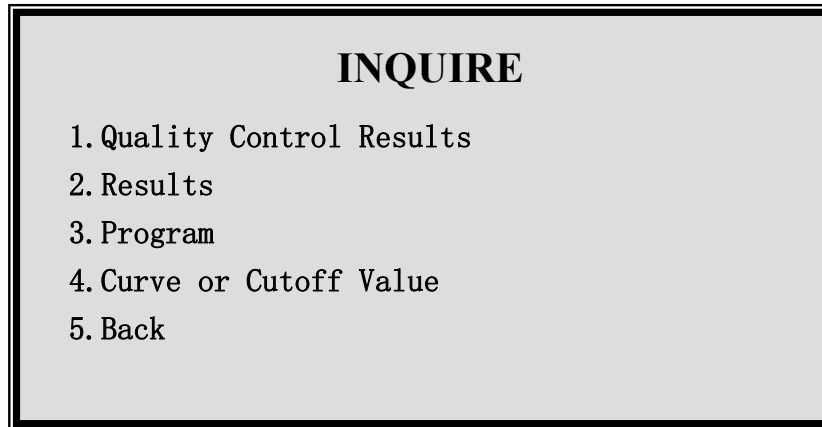 INQUIRE
1.Quality Control Results
2.Results
3.Program
4.Curve or Cutoff Value
5.Back